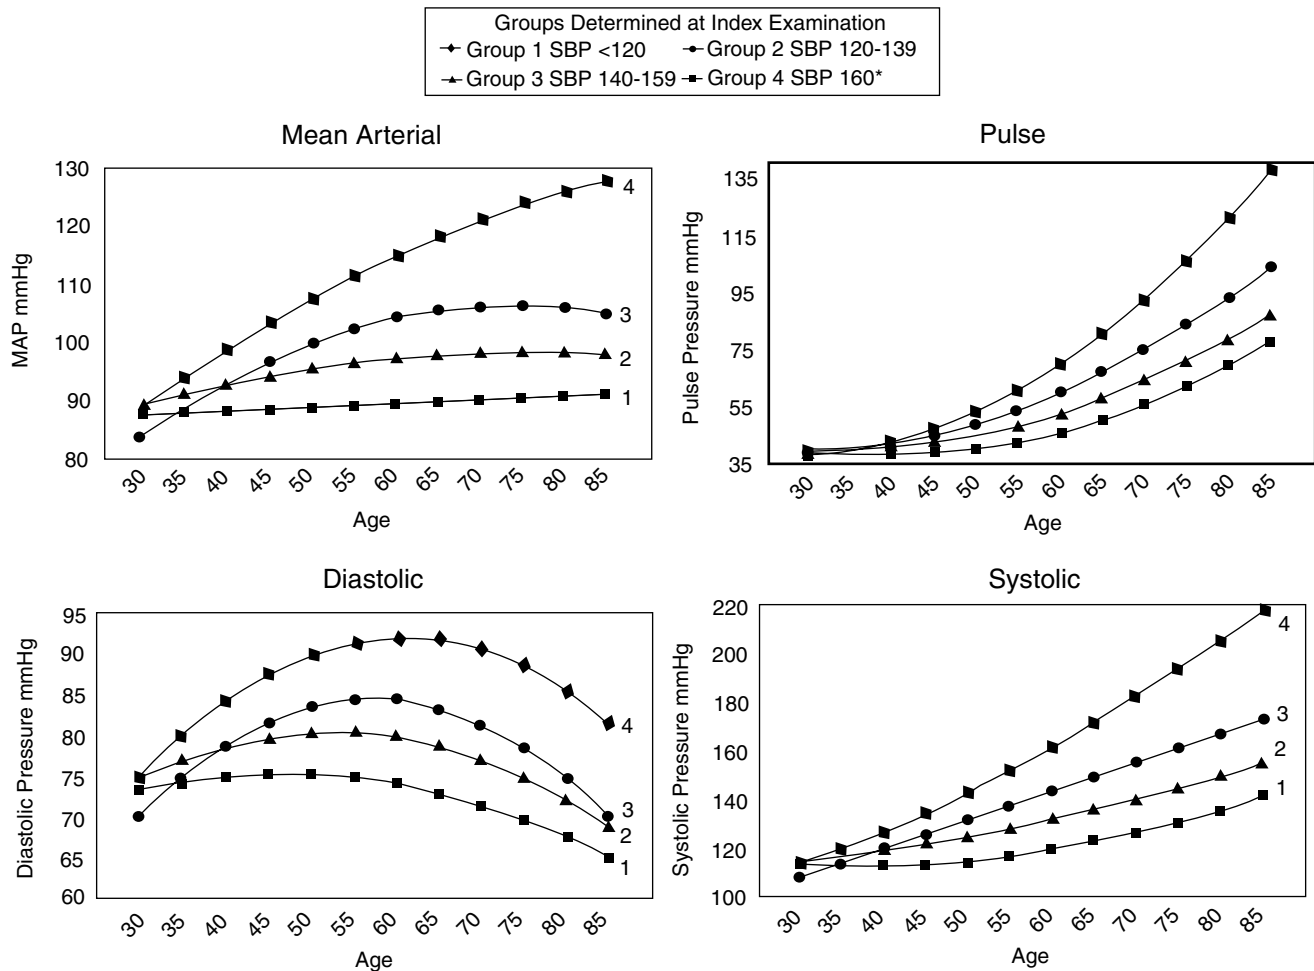 Groups Determined at Index Examination
Group 1 SBP <120 Group 2 SBP 120-139
Group 3 SBP 140-159 Group 4 SBP 160*
Mean Arterial
130
120
110
100
90
80
MAP mmHg
4
3
2
1
30 35 40 45 50 55 60 65 70 75 80 85
Age
Pulse
135
115
95
75
55
35
Pulse Pressure mmHg
30 35 40 45 50 55 60 65 70 75 80 85
Age
Diastolic
95
90
85
80
75
70
65
60
Diastolic Pressure mmHg
4
3
2
1
30 35 40 45 50 55 60 65 70 75 80 85
Age
Systolic
220
200
180
160
140
120
100
Systolic Pressure mmHg
4
3
2
1
30 35 40 45 50 55 60 65 70 75 80 85
Age